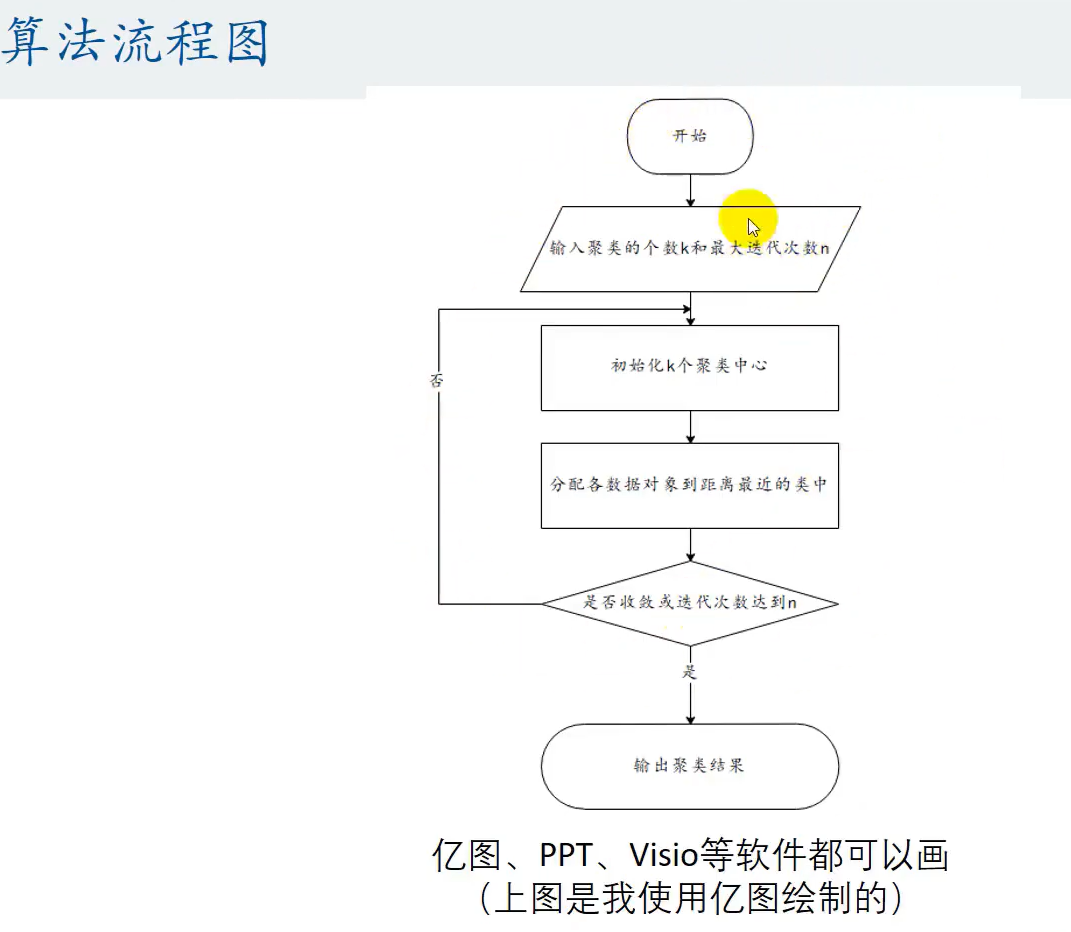 算法流程图
开始
输入聚类的个数k和最大迭代次数n
初始化k个聚类中心
否
分配各数据对象到距离最近的类中
是否收敛或迭代次数达到n
是
输出聚类结果
亿图、PPT、Visio等软件都可以画
（上图是我使用亿图绘制的）